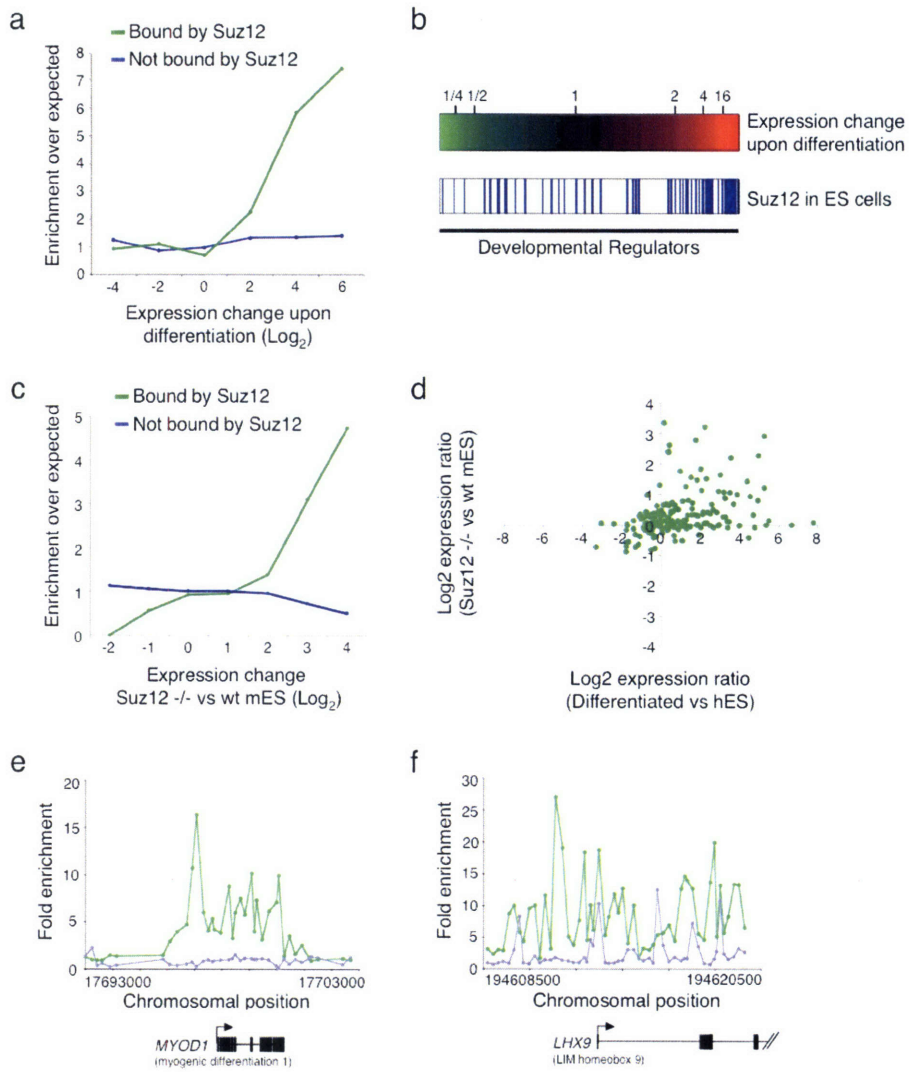 a
Bound by Suz12
Not bound by Suz12
Enrichment over expected
8
7
6
5
4
3
2
1
0
-4 -2 0 2 4 6
Expression change upon
differentiation (Log2)
b
1/4 1/2 1 2 4 16
Expression change
upon differentiation
Suz12 in ES cells
Developmental Regulators
c
Bound by Suz12
Not bound by Suz12
Enrichment over expected
5
4
3
2
1
0
-2 -1 0 1 2 3 4
Expression change
Suz12 -/- vs wt mES (Log2)
d
Log2 expression ratio
(Suz12 -/- vs wt mES)
4
3
2
1
0
-8 -6 -4 -2 0 2 4 6 8
-1
-2
-3
-4
Log2 expression ratio
(Differentiated vs hES)
e
Fold enrichment
20
15
10
5
0
17693000 17703000
Chromosomal position
MYOD1
(myogenic differentiation 1)
f
Fold enrichment
30
25
20
15
10
5
0
194608500 194620500
Chromosomal position
LHX9
(LIM homeobox 9)